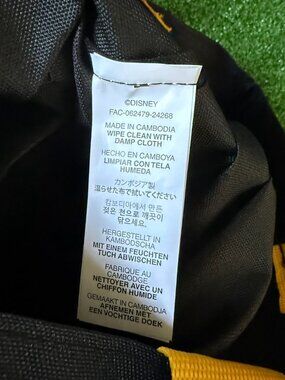 ©DISNEY
FAC-062479-24268
MADE IN CAMBODIA
WIPE CLEAN WITH
DAMP CLOTH
HECHO EN CAMBOYA
LIMPIAR CON TELA
HUMEDA
カンボジア製
湿らせた布で拭いてください
캄보디아에서 만든
젖은 천으로 깨끗이
닦으세요.
HERGESTELLT IN
KAMBODSCHA
MIT EINEM FEUCHTEN
TUCH ABWISCHEN
FABRIQUE AU
CAMBODGE
NETTOYER AVEC UN
CHIFFON HUMIDE
GEMAAKT IN CAMBODJA
AFNEMEN MET
EEN VOCHTIGE DOEK